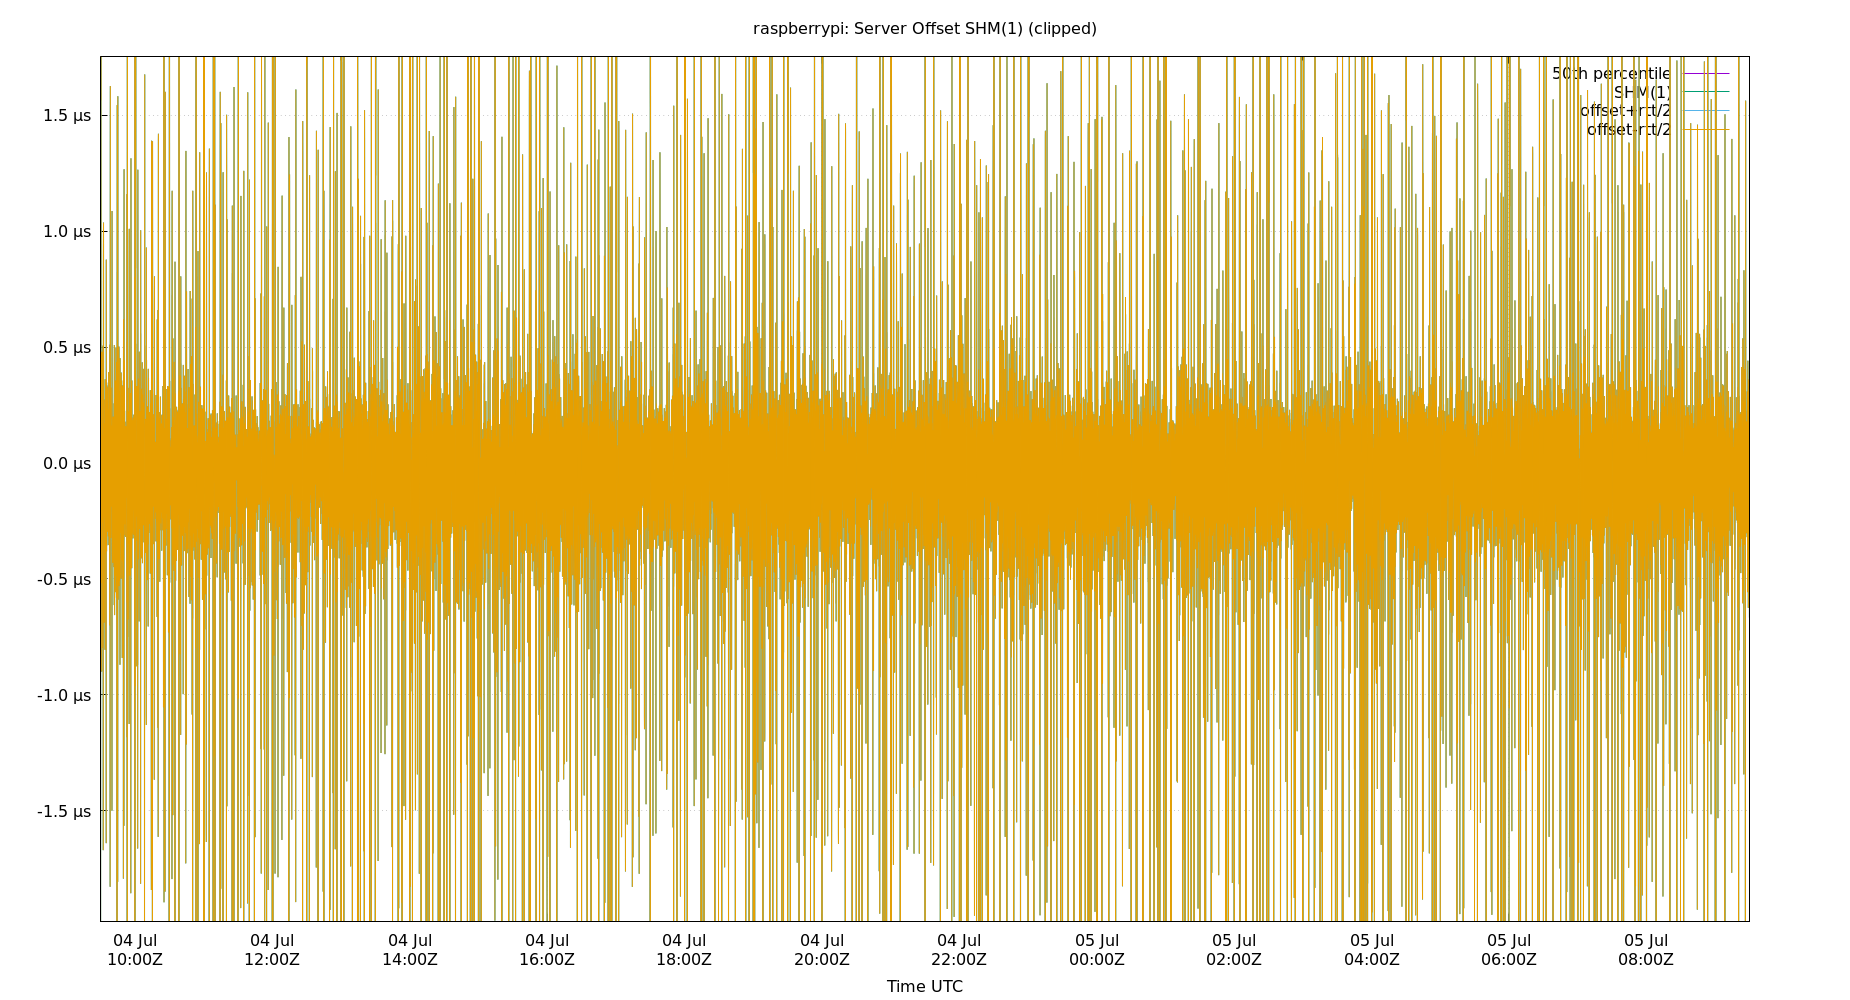 raspberrypi: Server Offset SHM(1) (clipped)
50th percentile
SHM(1)
offset+rtt/2
offset-rtt/2
1.5 µs
1.0 µs
0.5 µs
0.0 µs
-0.5 µs
-1.0 µs
-1.5 µs
04 Jul 04 Jul 04 Jul 04 Jul 04 Jul 04 Jul 04 Jul 05 Jul 05 Jul 05 Jul 05 Jul 05 Jul
10:00Z 12:00Z 14:00Z 16:00Z 18:00Z 20:00Z 22:00Z 00:00Z 02:00Z 04:00Z 06:00Z 08:00Z
Time UTC